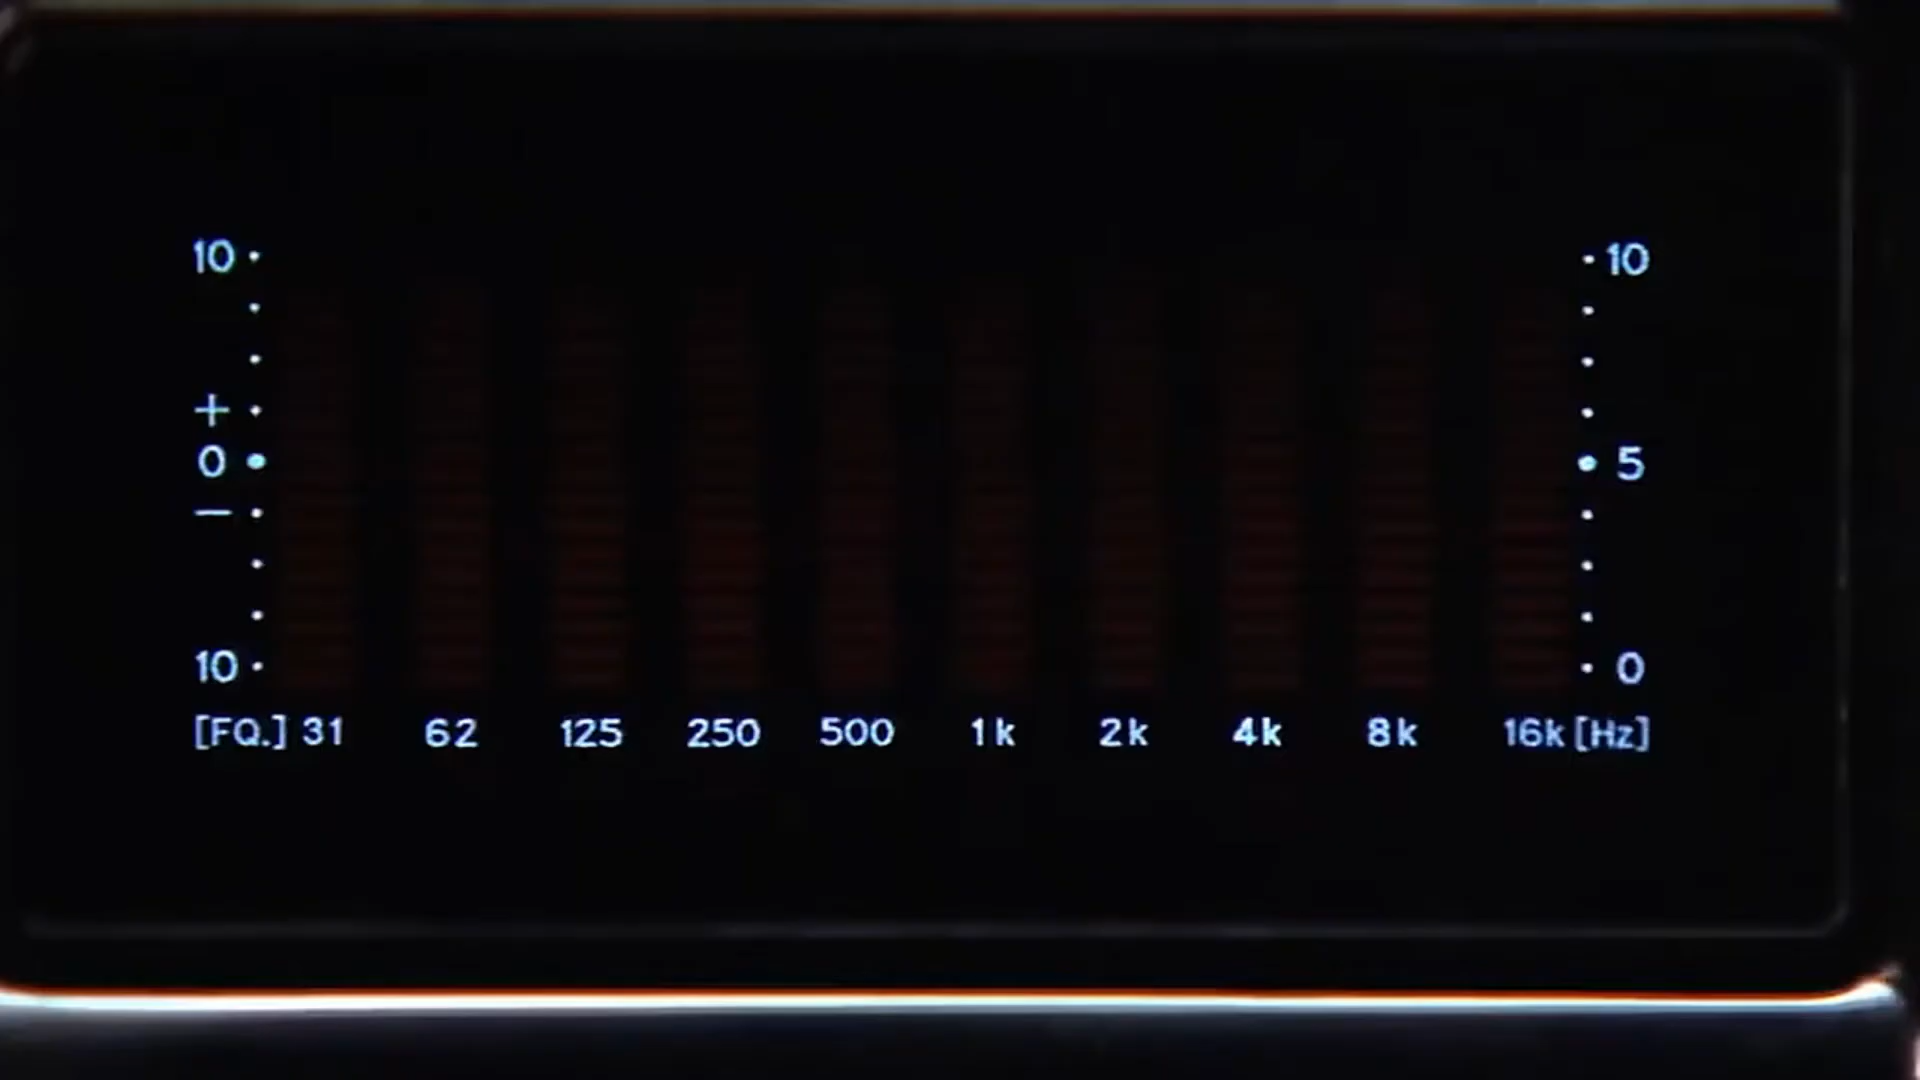 10 · · 10
+
0 5
—
10 · · 0
[FQ.] 31 62 125 250 500 1k 2k 4k 8k 16k [Hz]